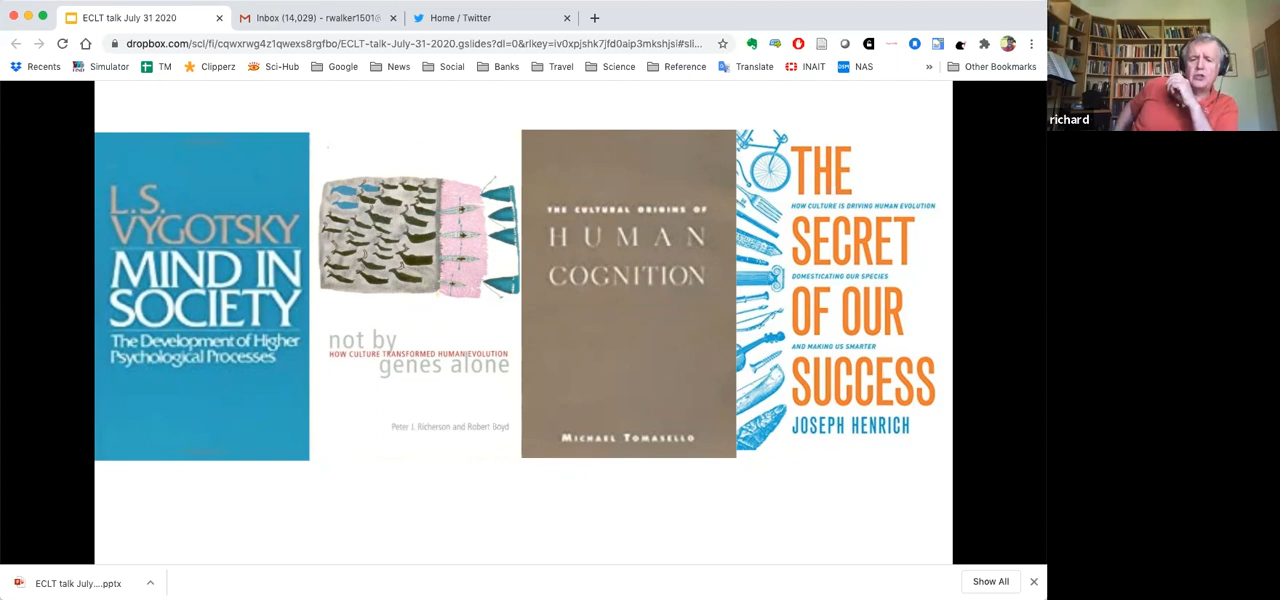 ECLT talk July 31 2020
Inbox (14,029) - rwalker1501@
Home / Twitter
dropbox.com/scl/fi/cqwxrwg4z1qwexs8rgfbo/ECLT-talk-July-31-2020.gslides?dl=0&rlkey=iv0xpjshk7jfd0aip3mkshjsi#sli...
Recents
Simulator
TM
Clipperz
Sci-Hub
Google
News
Social
Banks
Travel
Science
Reference
Translate
INAIT
NAS
»
Other Bookmarks
richard
L.S.
VYGOTSKY
MIND IN
SOCIETY
The Development of Higher
Psychological Processes
not by
HOW CULTURE TRANSFORMED HUMAN EVOLUTION
genes alone
Peter J. Richerson and Robert Boyd
THE CULTURAL ORIGINS OF
HUMAN
COGNITION
MICHAEL TOMASELLO
THE
HOW CULTURE IS DRIVING HUMAN EVOLUTION
SECRET
DOMESTICATING OUR SPECIES
OF OUR
AND MAKING US SMARTER
SUCCESS
JOSEPH HENRICH
ECLT talk July....pptx
Show All